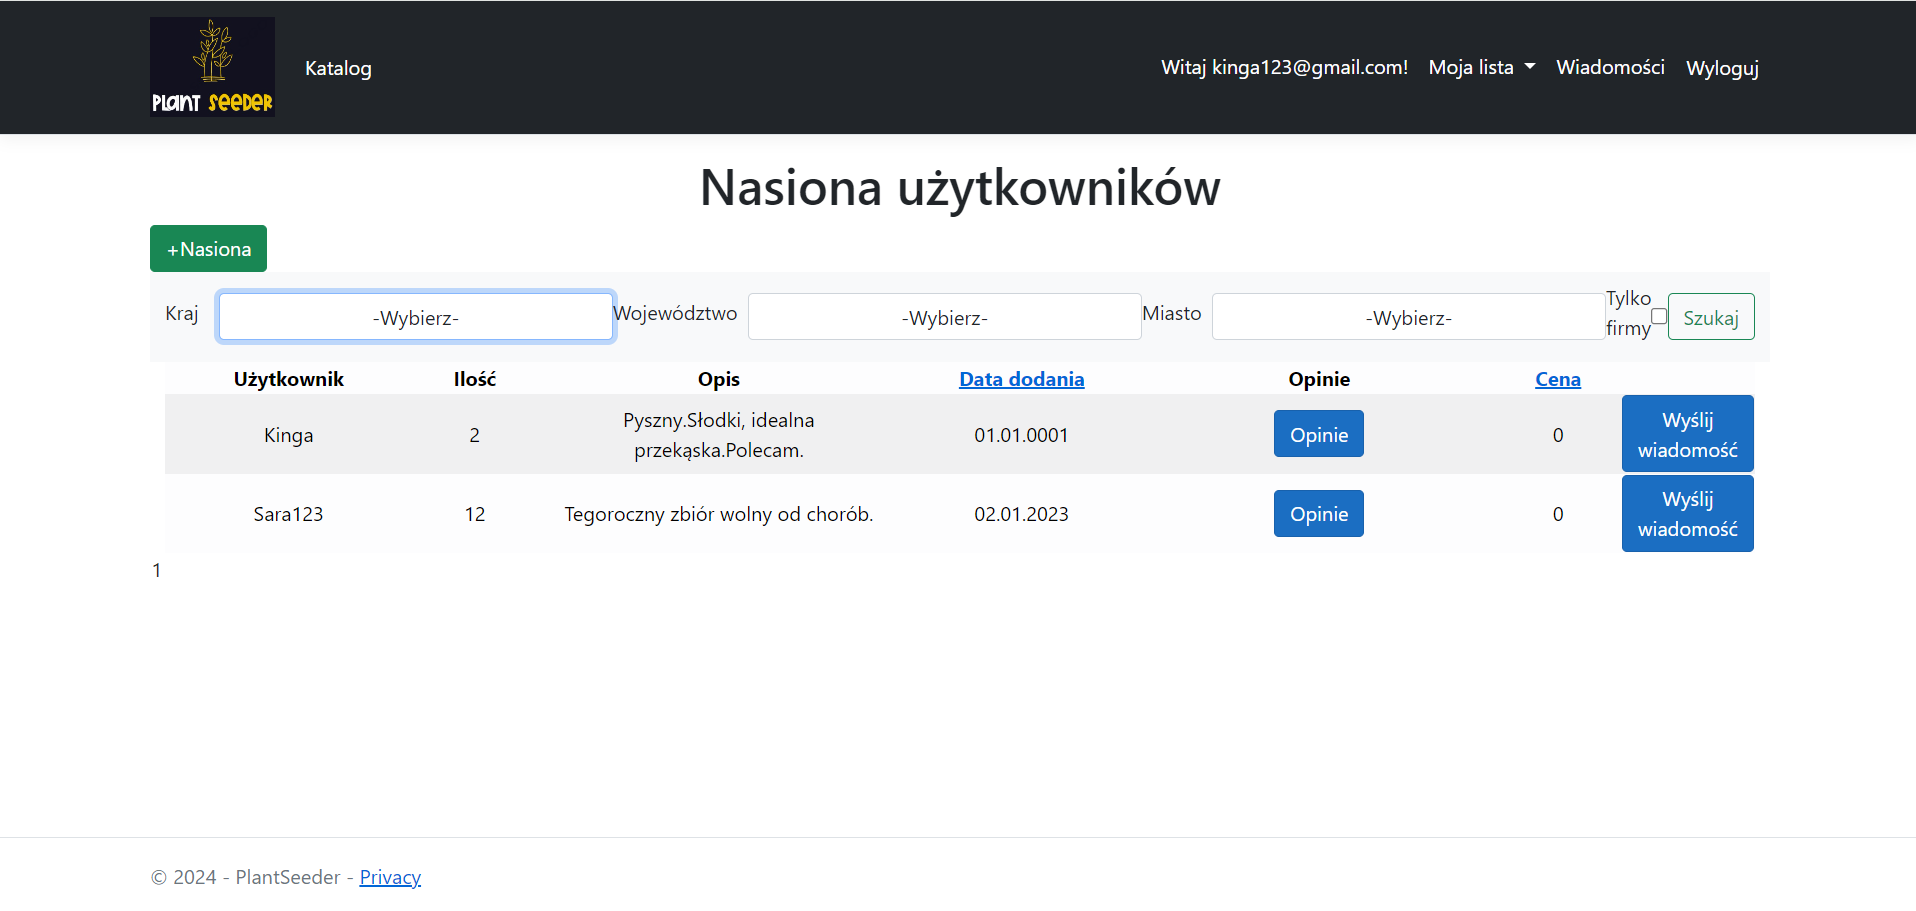 PLANT SEEDER
Katalog
Witaj kinga123@gmail.com!
Moja lista
Wiadomości
Wyloguj
Nasiona użytkowników
+Nasiona
Kraj
-Wybierz-
Województwo
-Wybierz-
Miasto
-Wybierz-
Tylko
firmy
Szukaj
Użytkownik Ilość Opis Data dodania Opinie Cena
Kinga
2
Pyszny.Słodki, idealna
przekąska.Polecam.
01.01.0001
Opinie
0
Wyślij
wiadomość
Sara123
12
Tegoroczny zbiór wolny od chorób.
02.01.2023
Opinie
0
Wyślij
wiadomość
1
© 2024 - PlantSeeder - Privacy